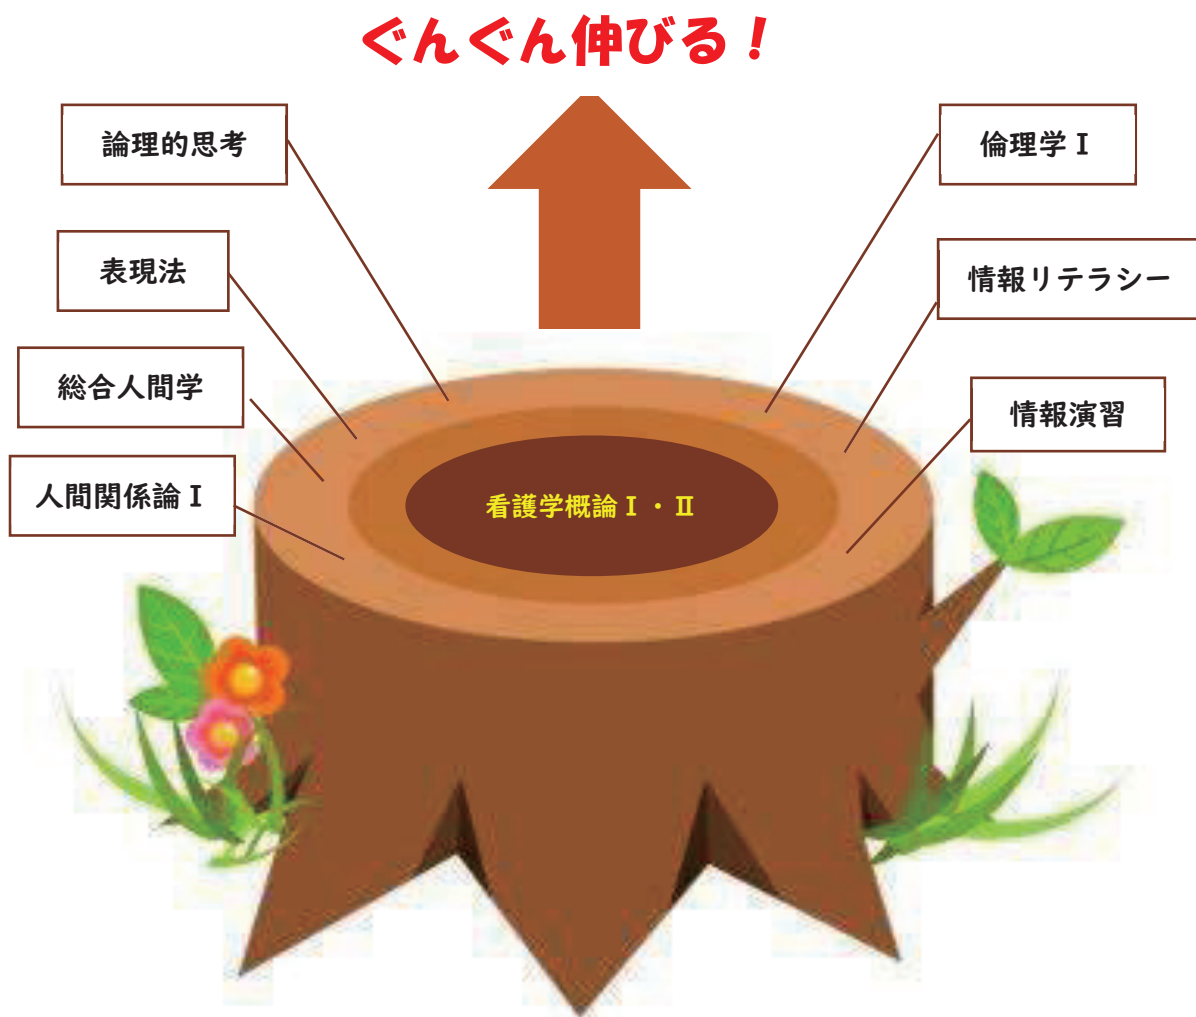 ぐんぐん伸びる！
論理的思考
表現法
総合人間学
人間関係論Ⅰ
倫理学Ⅰ
情報リテラシー
情報演習
看護学概論Ⅰ・Ⅱ